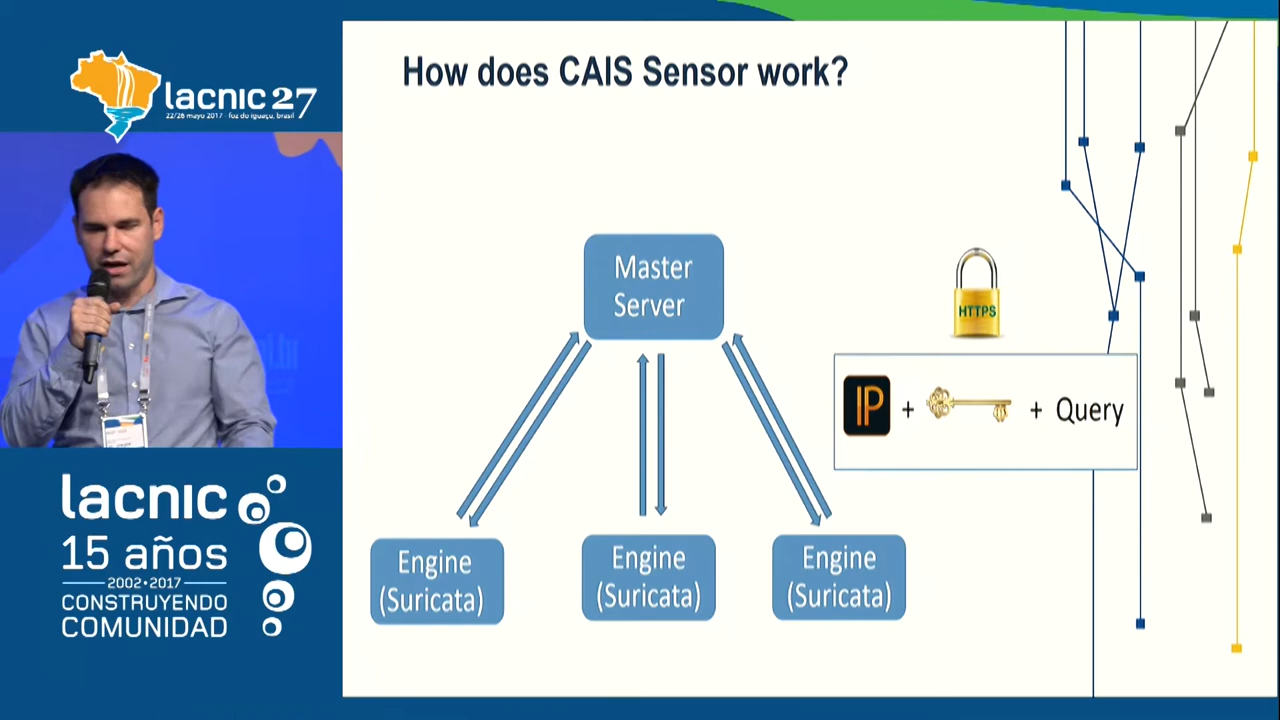 lacnic 27
22/26 mayo 2017 - foz do iguaçu, brasil
How does CAIS Sensor work?
Master
Server
HTTPS
IP + + Query
Engine
(Suricata)
Engine
(Suricata)
Engine
(Suricata)
lacnic
15 años
2002•2017
CONSTRUYENDO
COMUNIDAD